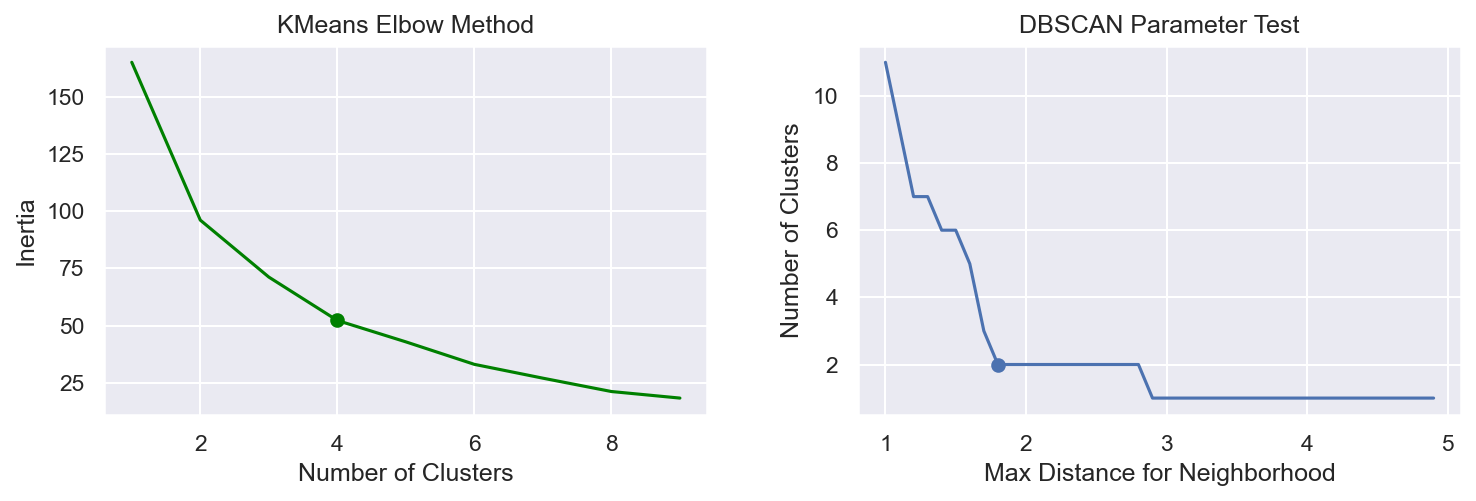 KMeans Elbow Method
Inertia
150
125
100
75
50
25
2 4 6 8
Number of Clusters
DBSCAN Parameter Test
Number of Clusters
10
8
6
4
2
1 2 3 4 5
Max Distance for Neighborhood